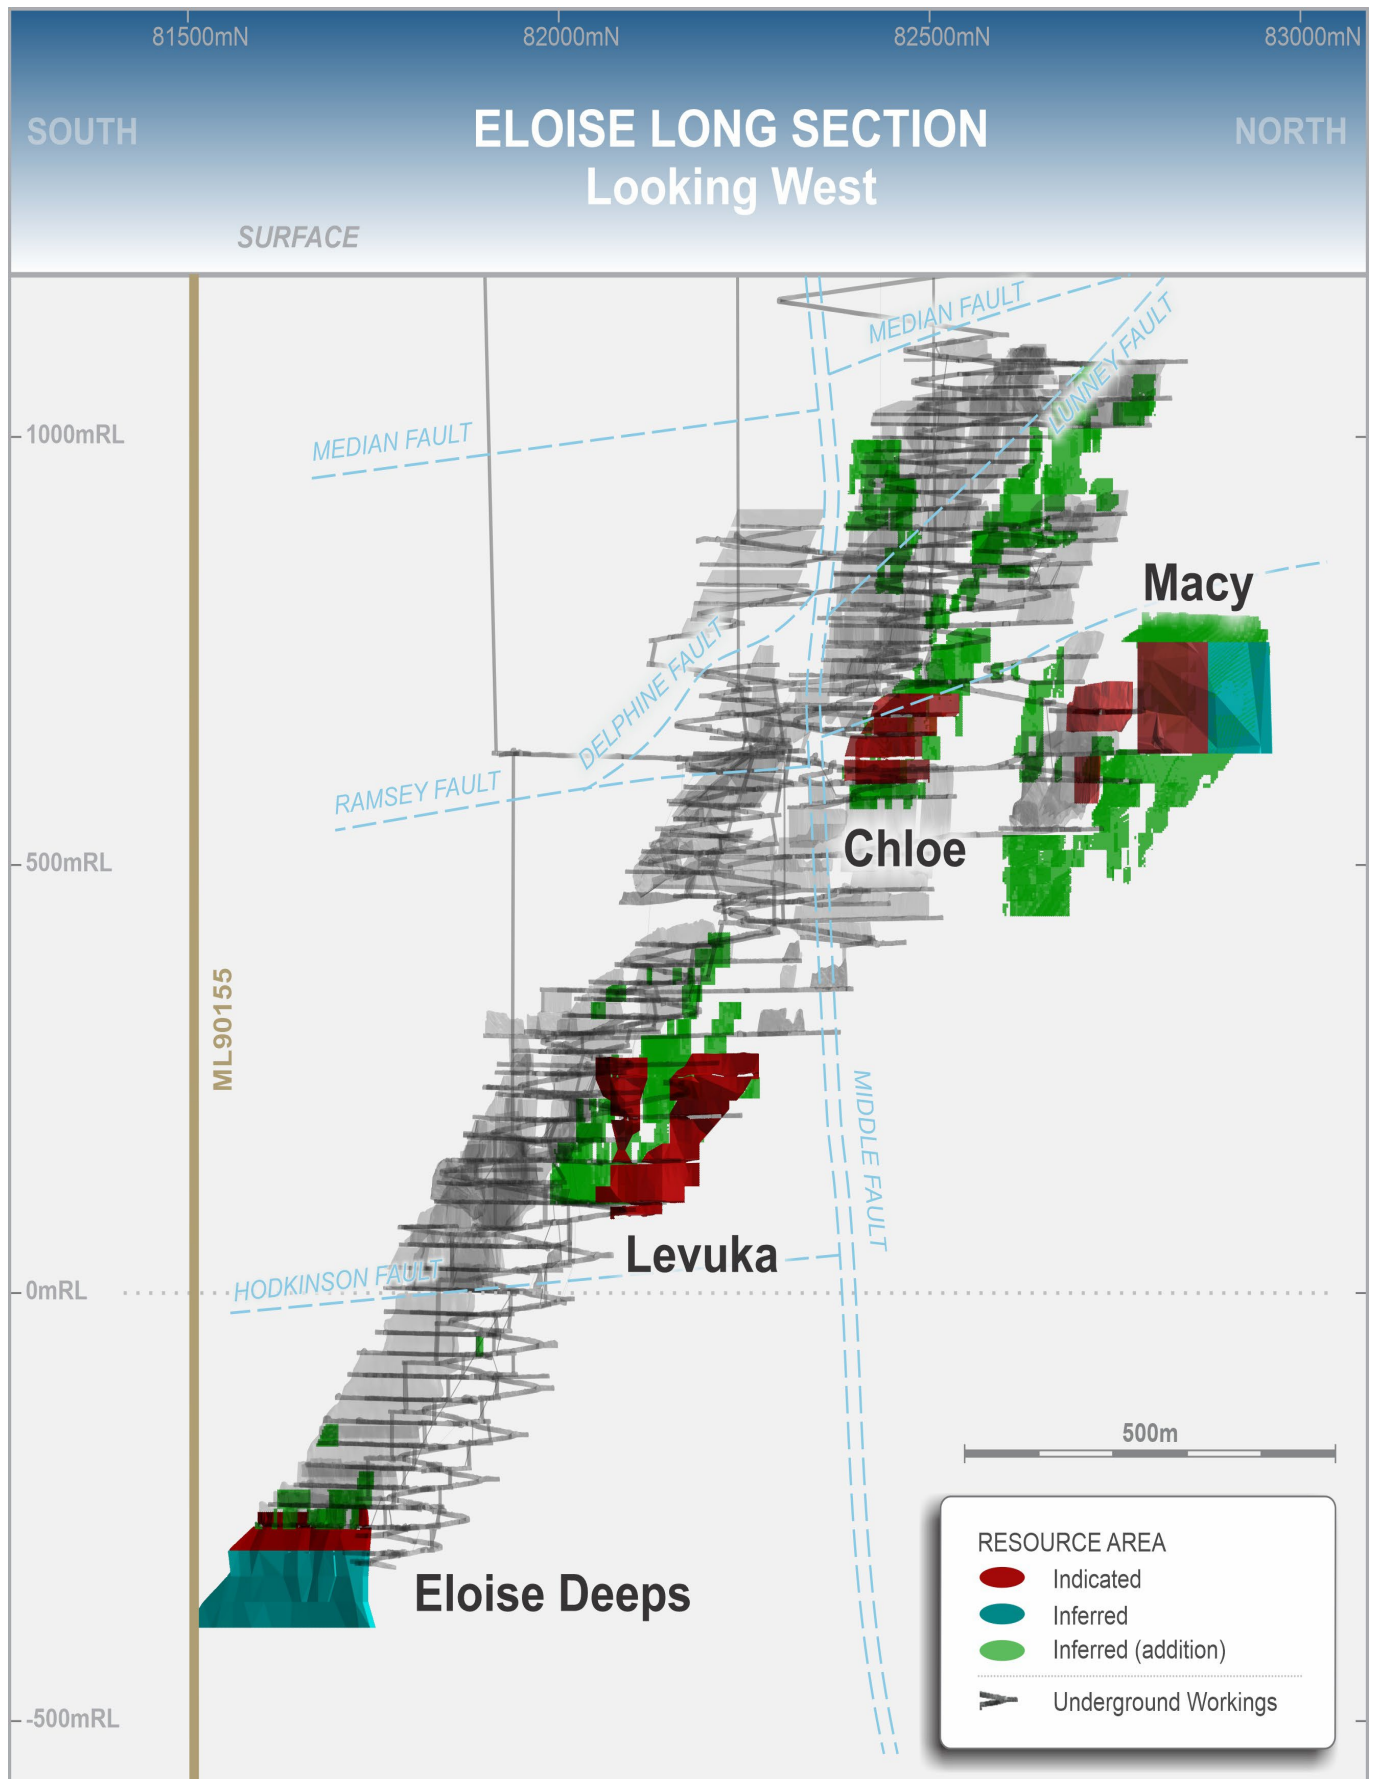 81500mN
82000mN
82500mN
83000mN
SOUTH
ELOISE LONG SECTION
NORTH
Looking West
SURFACE
MEDIAN FAULT
LUNNEY FAULT
1000mRL
MEDIAN FAULT
Macy
DELPHINE FAULT
RAMSEY FAULT
Chloe
500mRL
ML90155
MIDDLE FAULT
Levuka
HODKINSON FAULT
0mRL
500m
Eloise Deeps
RESOURCE AREA
Indicated
Inferred
Inferred (addition)
Underground Workings
-500mRL